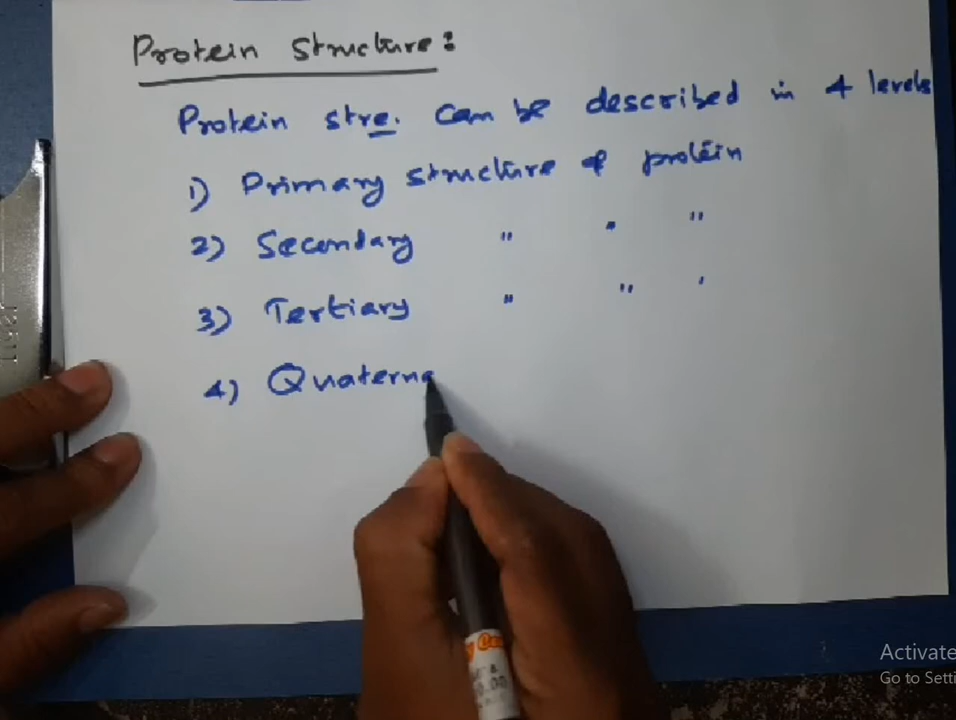 Protein Structure:
Protein stre. can be described in 4 levels
1) Primary structure of protein
2) Secondary " " "
3) Tertiary " " "
4) Quaterna
Activate
Go to Setti